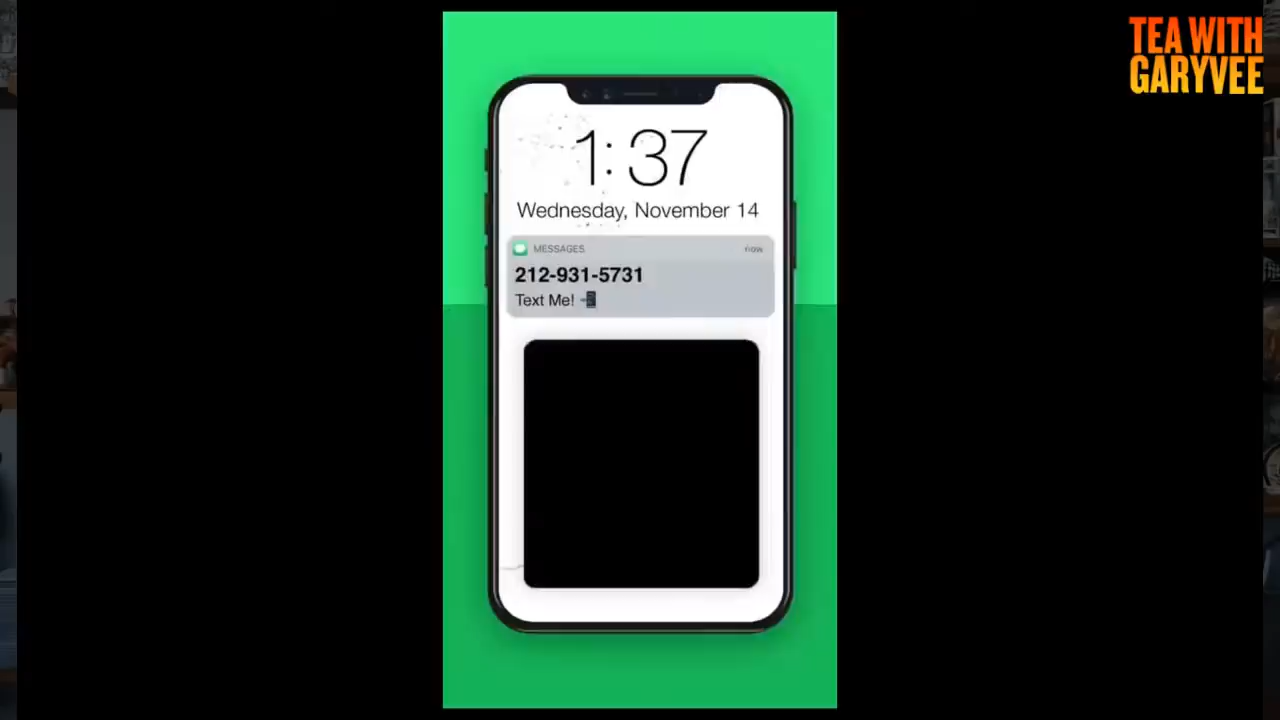 TEA WITH
GARYVEE
1:37
Wednesday, November 14
MESSAGES now
212-931-5731
Text Me! 📲